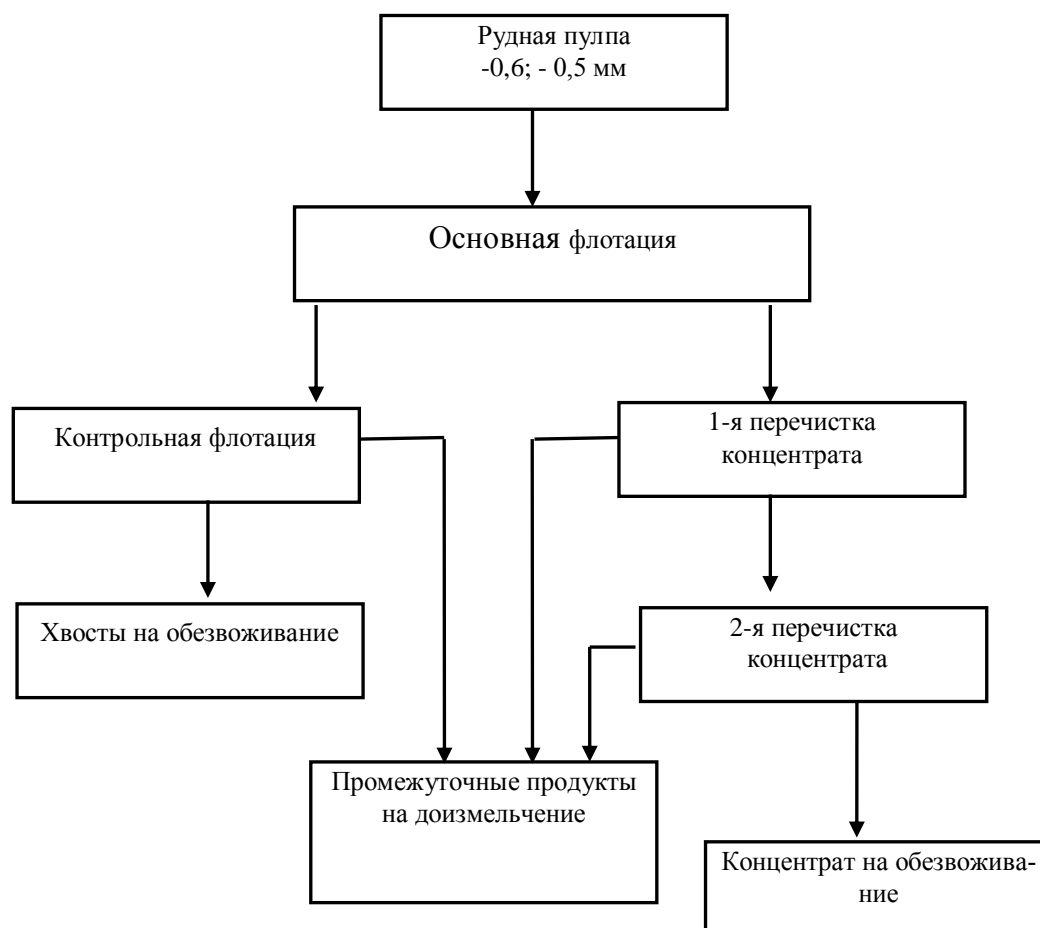 Рудная пулпа
-0,6; - 0,5 мм
Основная флотация
Контрольная флотация
1-я перечистка
концентрата
Хвосты на обезвоживание
2-я перечистка
концентрата
Промежуточные продукты
на доизмельчение
Концентрат на обезвожива-
ние